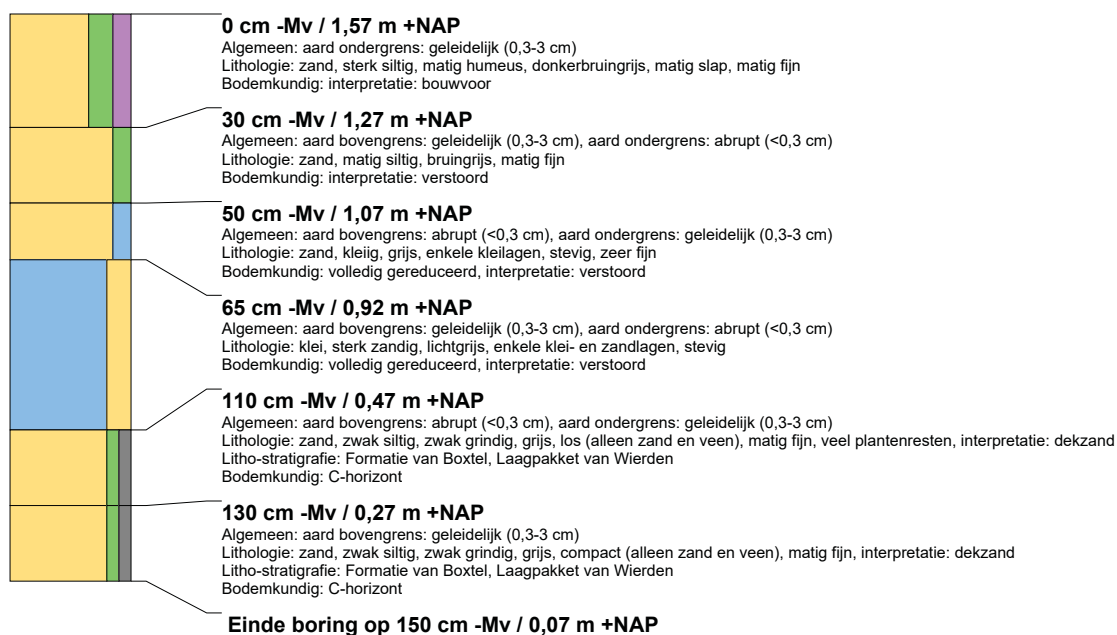 0 cm -Mv / 1,57 m +NAP
Algemeen: aard ondergrens: geleidelijk (0,3-3 cm)
Lithologie: zand, sterk siltig, matig humeus, donkerbruingrijs, matig slap, matig fijn
Bodemkundig: interpretatie: bouwvoor
30 cm -Mv / 1,27 m +NAP
Algemeen: aard bovengrens: geleidelijk (0,3-3 cm), aard ondergrens: abrupt (<0,3 cm)
Lithologie: zand, matig siltig, bruingrijs, matig fijn
Bodemkundig: interpretatie: verstoord
50 cm -Mv / 1,07 m +NAP
Algemeen: aard bovengrens: abrupt (<0,3 cm), aard ondergrens: geleidelijk (0,3-3 cm)
Lithologie: zand, kleiig, grijs, enkele kleilagen, stevig, zeer fijn
Bodemkundig: volledig gereduceerd, interpretatie: verstoord
65 cm -Mv / 0,92 m +NAP
Algemeen: aard bovengrens: geleidelijk (0,3-3 cm), aard ondergrens: abrupt (<0,3 cm)
Lithologie: klei, sterk zandig, lichtgrijs, enkele klei- en zandlagen, stevig
Bodemkundig: volledig gereduceerd, interpretatie: verstoord
110 cm -Mv / 0,47 m +NAP
Algemeen: aard bovengrens: abrupt (<0,3 cm), aard ondergrens: geleidelijk (0,3-3 cm)
Lithologie: zand, zwak siltig, zwak grindig, grijs, los (alleen zand en veen), matig fijn, veel plantenresten, interpretatie: dekzand
Litho-stratigrafie: Formatie van Boxtel, Laagpakket van Wierden
Bodemkundig: C-horizont
130 cm -Mv / 0,27 m +NAP
Algemeen: aard bovengrens: geleidelijk (0,3-3 cm)
Lithologie: zand, zwak siltig, zwak grindig, grijs, compact (alleen zand en veen), matig fijn, interpretatie: dekzand
Litho-stratigrafie: Formatie van Boxtel, Laagpakket van Wierden
Bodemkundig: C-horizont
Einde boring op 150 cm -Mv / 0,07 m +NAP